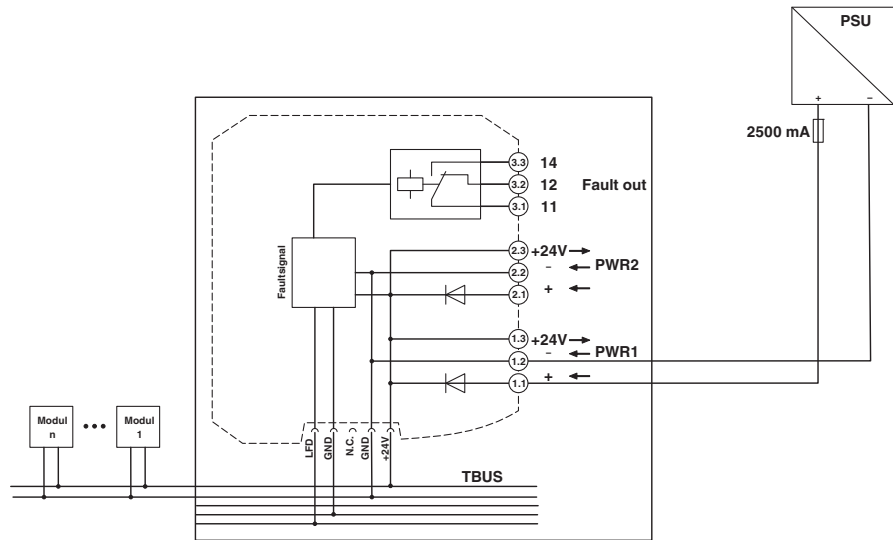 PSU
+ −
2500 mA
3.3 14
3.2 12 Fault out
3.1 11
Faultsignal
2.3 +24V
2.2 - PWR2
2.1 +
1.3 +24V
1.2 - PWR1
1.1 +
Modul n
Modul 1
LFD
GND
N.C.
GND
+24V
TBUS